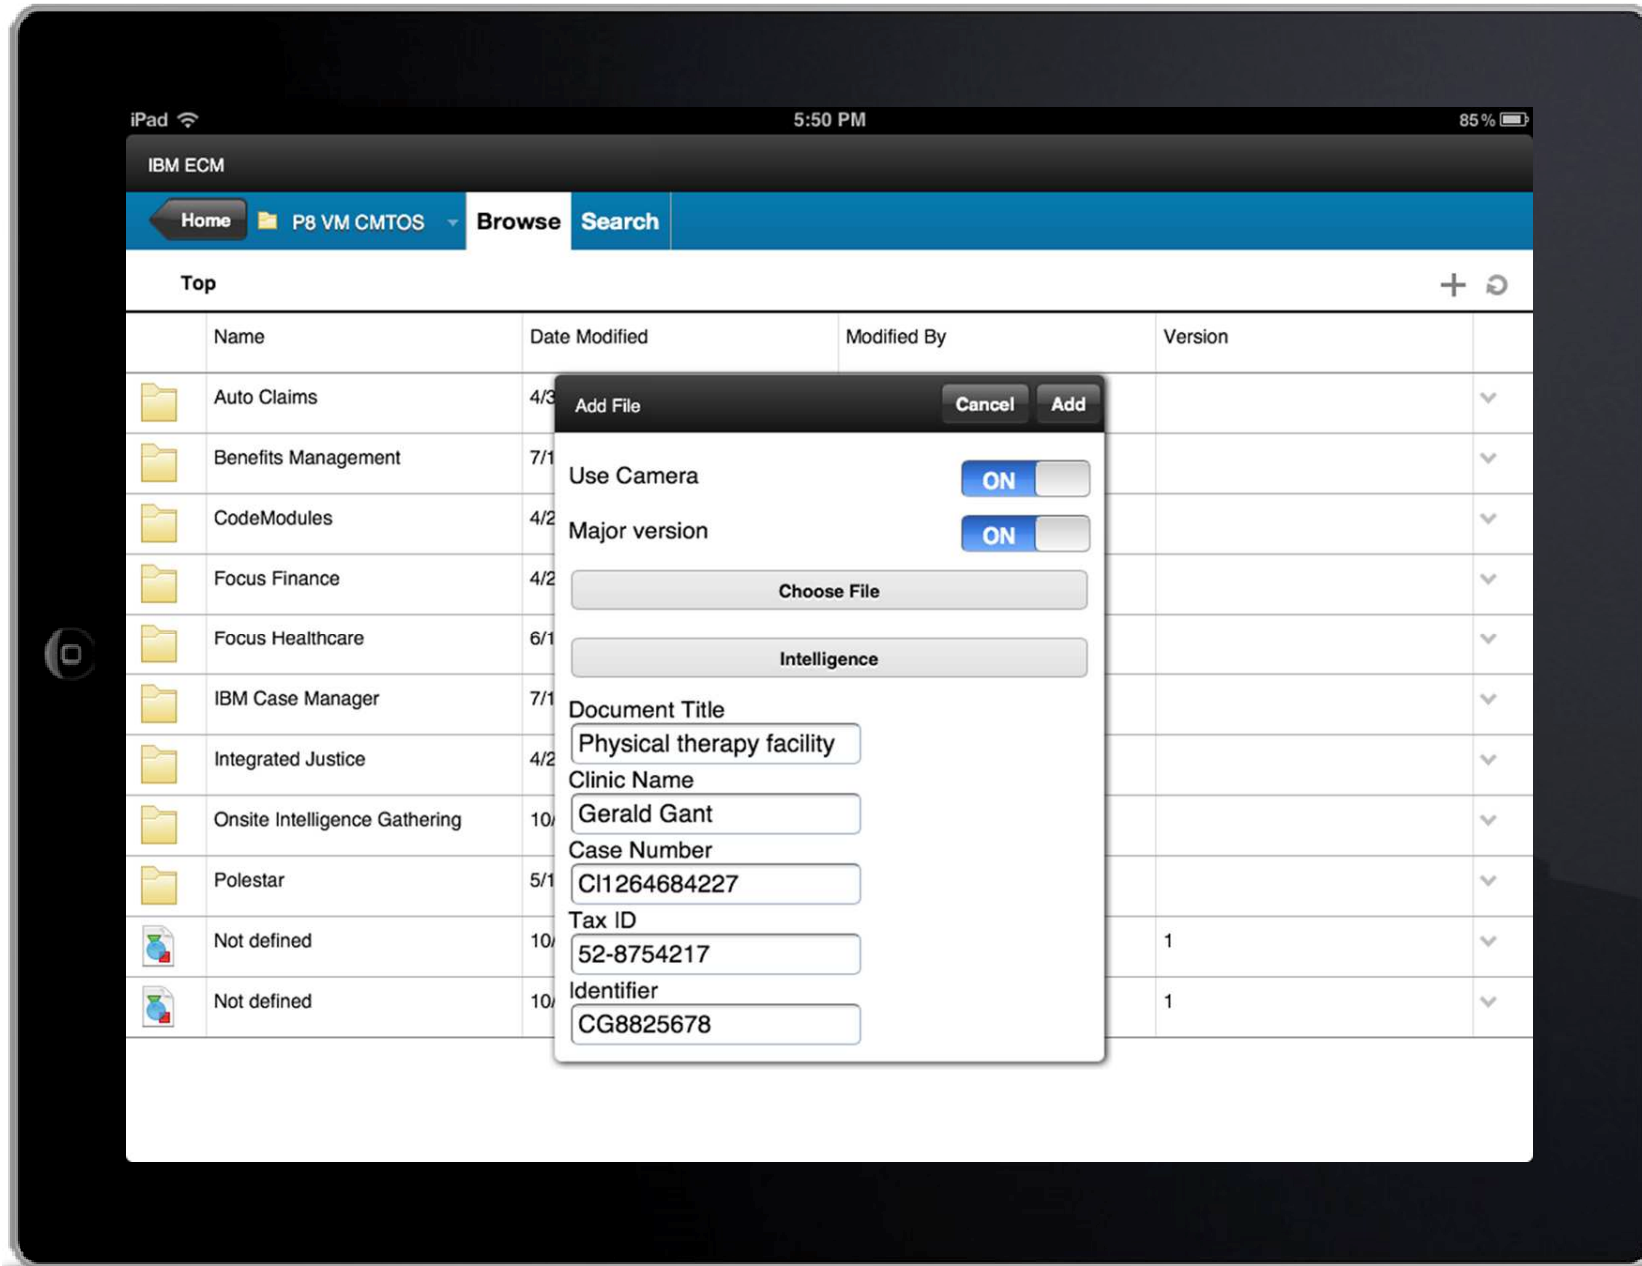 iPad 5:50 PM 85%
IBM ECM
Home P8 VM CMTOS Browse Search
Top
Name Date Modified Modified By Version
Auto Claims 4/3
Benefits Management 7/1
CodeModules 4/2
Focus Finance 4/2
Focus Healthcare 6/1
IBM Case Manager 7/1
Integrated Justice 4/2
Onsite Intelligence Gathering 10/
Polestar 5/1
Not defined 10/ 1
Not defined 10/ 1
Add File Cancel Add
Use Camera ON
Major version ON
Choose File
Intelligence
Document Title
Physical therapy facility
Clinic Name
Gerald Gant
Case Number
Cl1264684227
Tax ID
52-8754217
Identifier
CG8825678